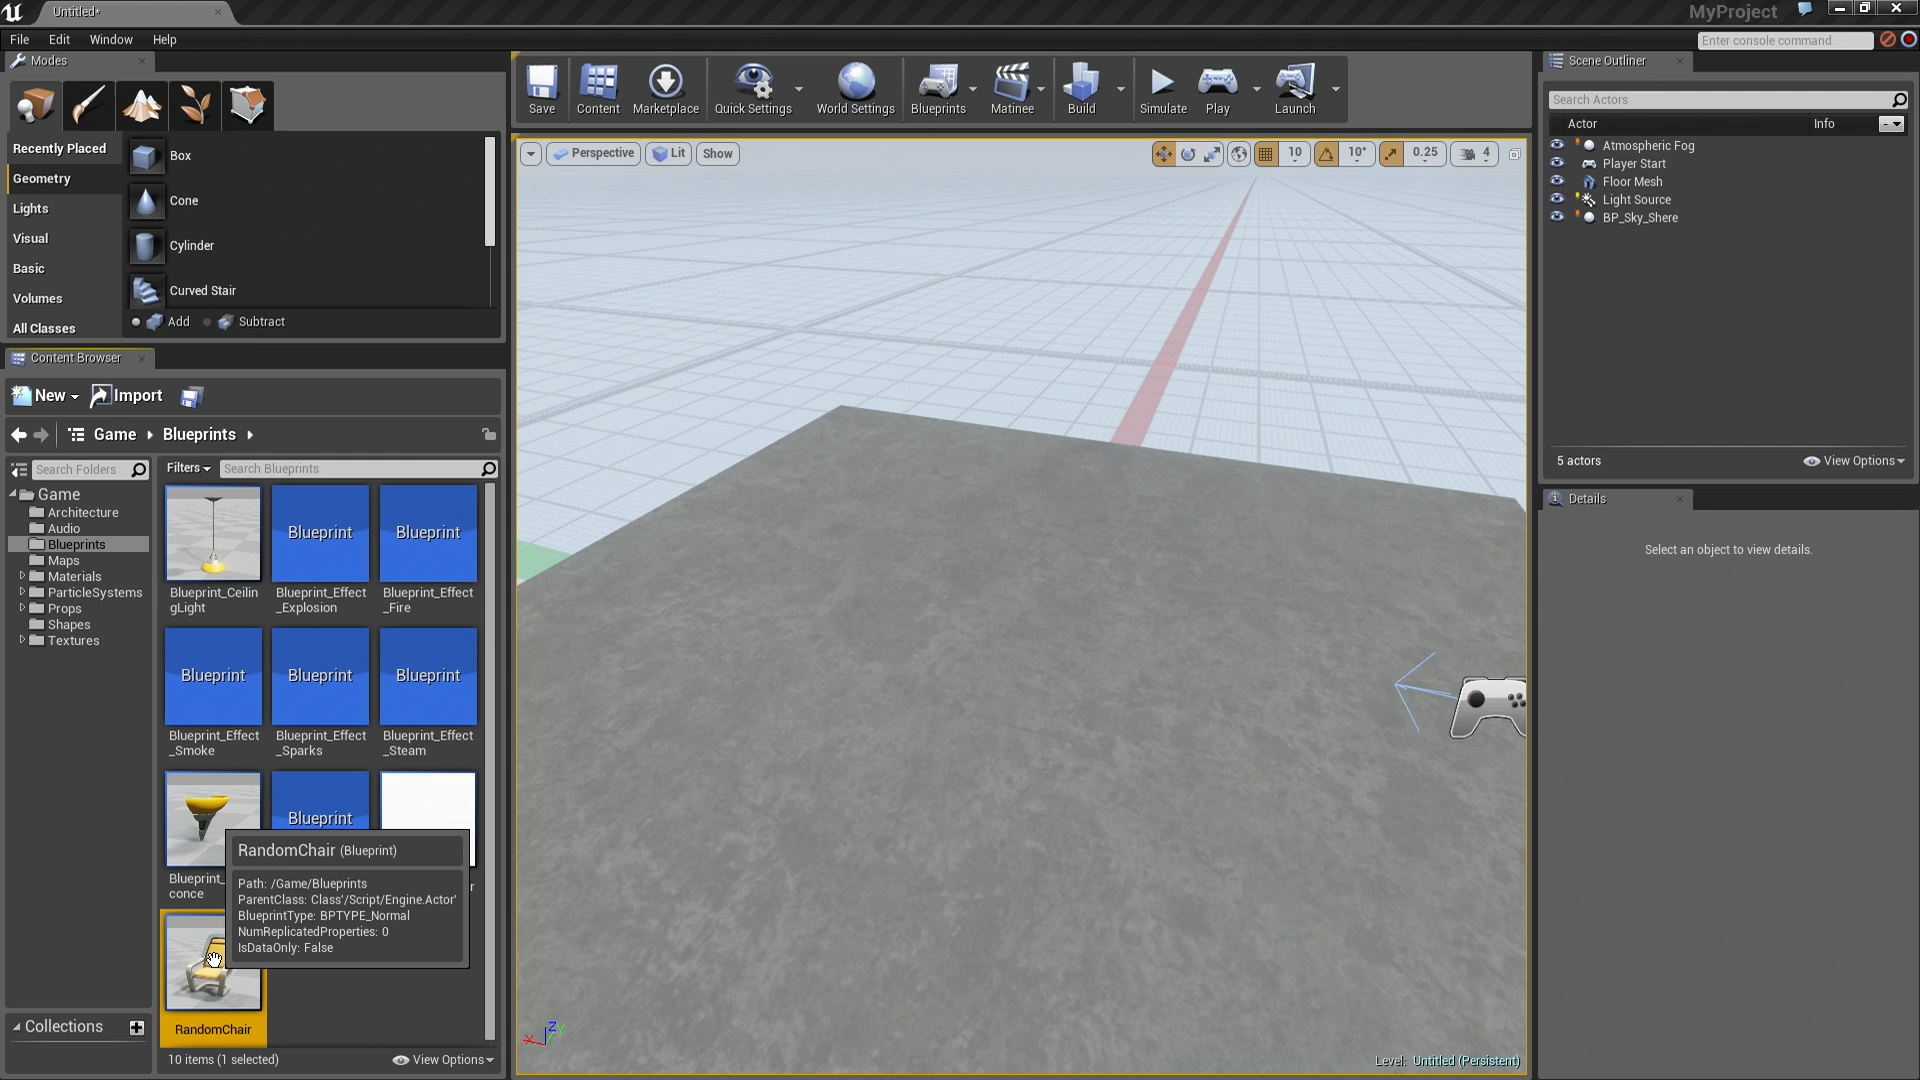 Untitled*
MyProject
File
Edit
Window
Help
Enter console command
Modes
Recently Placed
Geometry
Lights
Visual
Basic
Volumes
All Classes
Box
Cone
Cylinder
Curved Stair
Add
Subtract
Save
Content
Marketplace
Quick Settings
World Settings
Blueprints
Matinee
Build
Simulate
Play
Launch
Perspective
Lit
Show
10
10°
0.25
4
Scene Outliner
Search Actors
Actor
Info
Atmospheric Fog
Player Start
Floor Mesh
Light Source
BP_Sky_Shere
5 actors
View Options
Details
Select an object to view details.
Content Browser
New
Import
Game
Blueprints
Search Folders
Filters
Search Blueprints
Game
Architecture
Audio
Blueprints
Maps
Materials
ParticleSystems
Props
Shapes
Textures
Blueprint_Ceilin
gLight
Blueprint
Blueprint_Effect
_Explosion
Blueprint
Blueprint_Effect
_Fire
Blueprint
Blueprint_Effect
_Smoke
Blueprint
Blueprint_Effect
_Sparks
Blueprint
Blueprint_Effect
_Steam
Blueprint_
conce
Blueprint
r
RandomChair (Blueprint)
Path: /Game/Blueprints
ParentClass: Class'/Script/Engine.Actor'
BlueprintType: BPTYPE_Normal
NumReplicatedProperties: 0
IsDataOnly: False
RandomChair
Collections
10 items (1 selected)
View Options
X
Z
Y
Level: Untitled (Persistent)